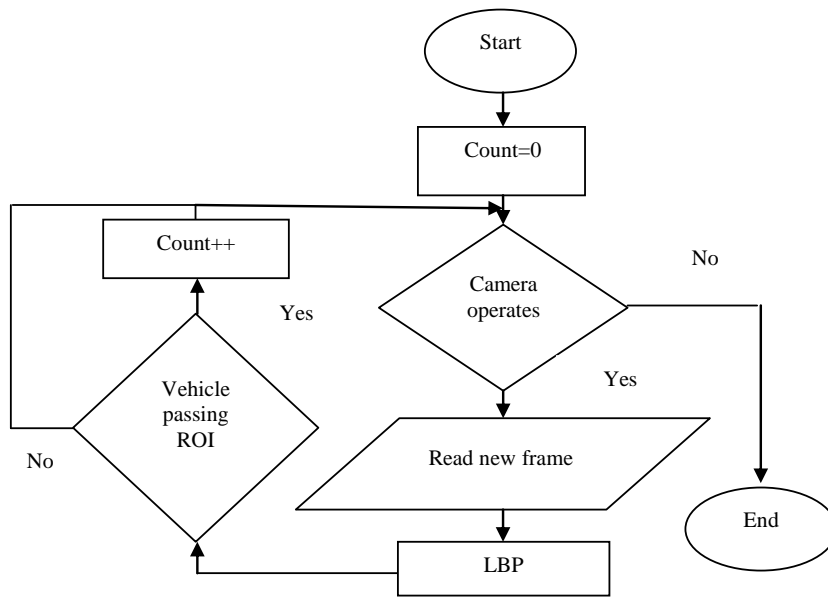 Start
Count=0
Count++
No
Camera
operates
Yes
Yes
Vehicle
passing
ROI
No
Read new frame
End
LBP